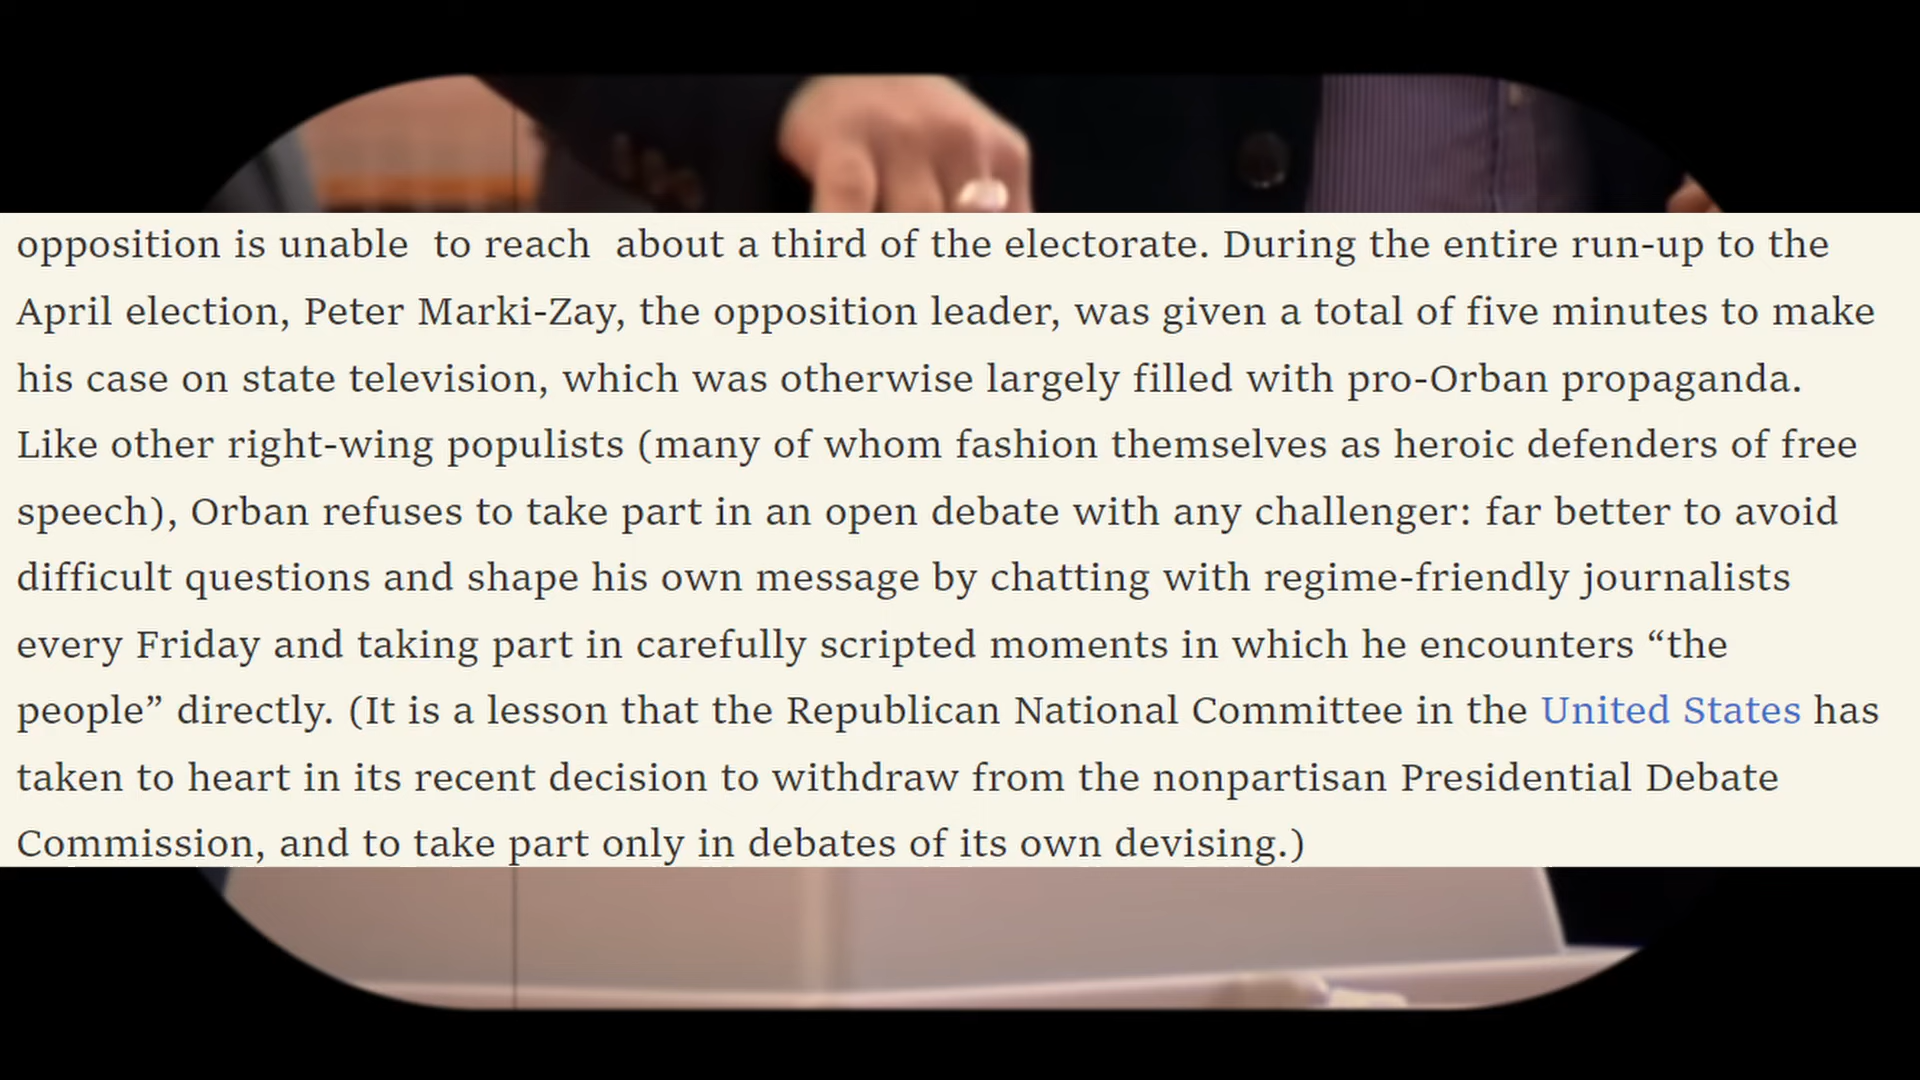 opposition is unable to reach about a third of the electorate. During the entire run-up to the
April election, Peter Marki-Zay, the opposition leader, was given a total of five minutes to make
his case on state television, which was otherwise largely filled with pro-Orban propaganda.
Like other right-wing populists (many of whom fashion themselves as heroic defenders of free
speech), Orban refuses to take part in an open debate with any challenger: far better to avoid
difficult questions and shape his own message by chatting with regime-friendly journalists
every Friday and taking part in carefully scripted moments in which he encounters “the
people” directly. (It is a lesson that the Republican National Committee in the United States has
taken to heart in its recent decision to withdraw from the nonpartisan Presidential Debate
Commission, and to take part only in debates of its own devising.)